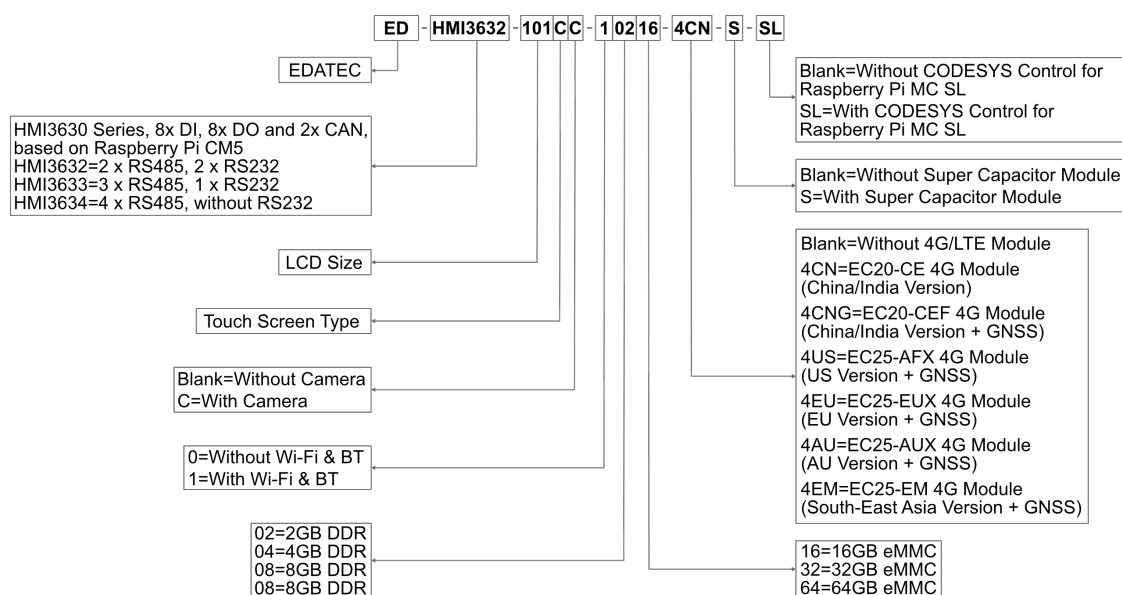 ED-HMI3632-101CC-10216-4CN-S-SL
EDATEC
HMI3630 Series, 8x DI, 8x DO and 2x CAN,
based on Raspberry Pi CM5
HMI3632=2 x RS485, 2 x RS232
HMI3633=3 x RS485, 1 x RS232
HMI3634=4 x RS485, without RS232
LCD Size
Touch Screen Type
Blank=Without Camera
C=With Camera
0=Without Wi-Fi & BT
1=With Wi-Fi & BT
02=2GB DDR
04=4GB DDR
08=8GB DDR
08=8GB DDR
Blank=Without CODESYS Control for
Raspberry Pi MC SL
SL=With CODESYS Control for
Raspberry Pi MC SL
Blank=Without Super Capacitor Module
S=With Super Capacitor Module
Blank=Without 4G/LTE Module
4CN=EC20-CE 4G Module
(China/India Version)
4CNG=EC20-CEF 4G Module
(China/India Version + GNSS)
4US=EC25-AFX 4G Module
(US Version + GNSS)
4EU=EC25-EUX 4G Module
(EU Version + GNSS)
4AU=EC25-AUX 4G Module
(AU Version + GNSS)
4EM=EC25-EM 4G Module
(South-East Asia Version + GNSS)
16=16GB eMMC
32=32GB eMMC
64=64GB eMMC